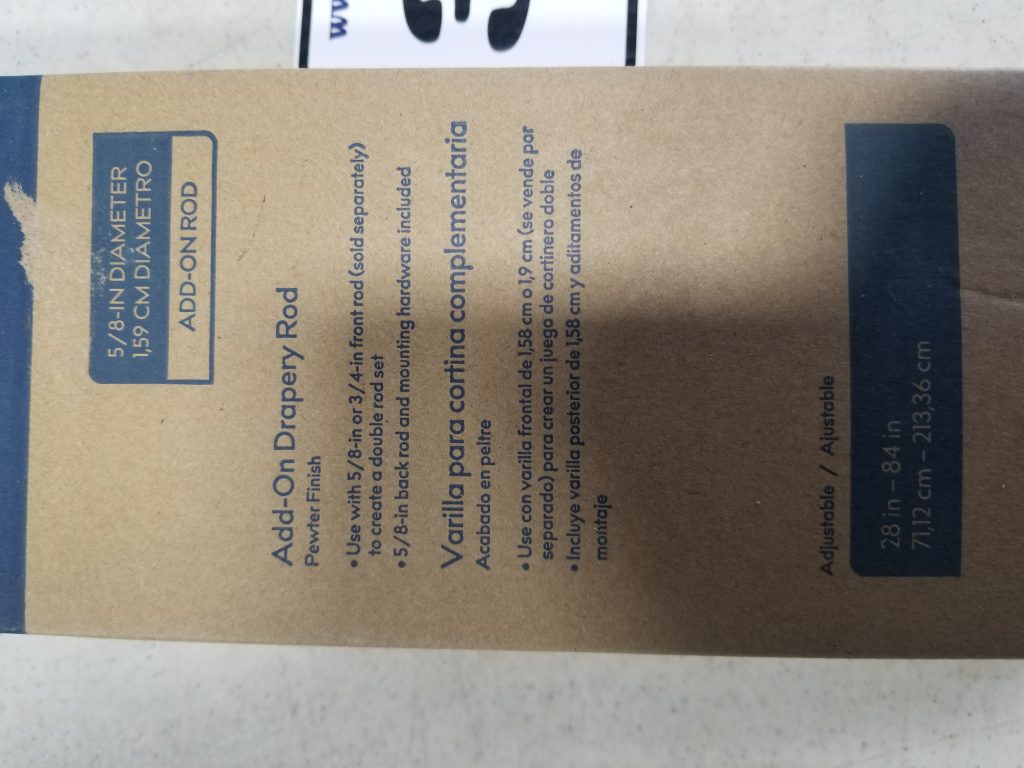 5/8-IN DIAMETER
1,59 CM DIÁMETRO
ADD-ON ROD
Add-On Drapery Rod
Pewter Finish
• Use with 5/8-in or 3/4-in front rod (sold separately)
to create a double rod set
• 5/8-in back rod and mounting hardware included
Varilla para cortina complementaria
Acabado en peltre
• Use con varilla frontal de 1,58 cm o 1,9 cm (se vende por
separado) para crear un juego de cortinero doble
• Incluye varilla posterior de 1,58 cm y aditamentos de
montaje
Adjustable / Ajustable
28 in – 84 in
71,12 cm – 213,36 cm